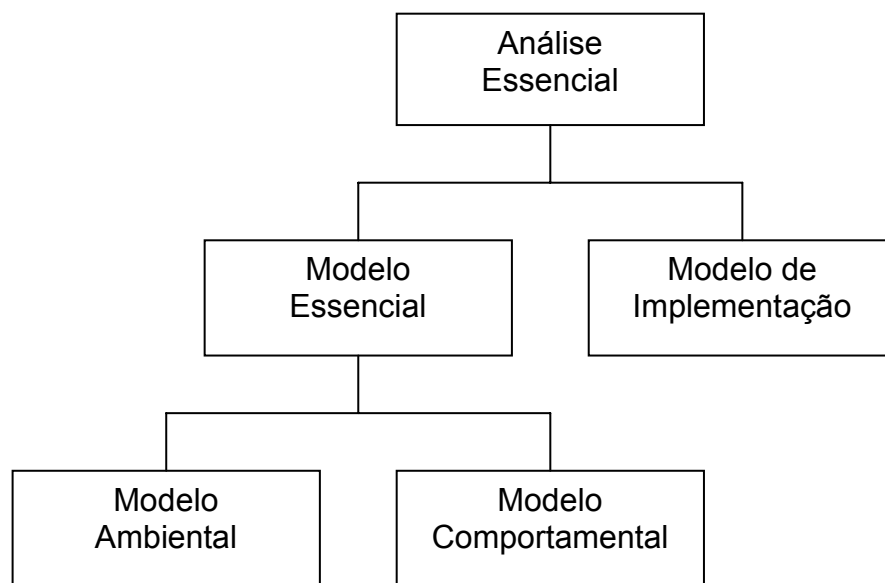 Análise
Essencial
Modelo
Essencial
Modelo de
Implementação
Modelo
Ambiental
Modelo
Comportamental